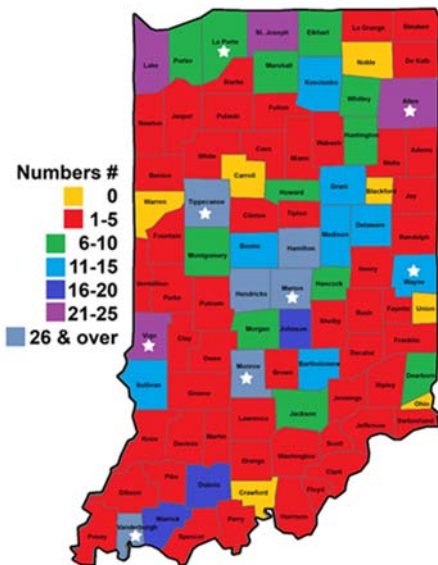 La Grange
Steuben
St. Joseph
Elkhart
La Porte
Lake
Porter
Noble
De Kalb
Starke
Marshall
Kosciusko
Whitley
Allen
Newton
Jasper
Pulaski
Fulton
Huntington
Wabash
Miami
Cass
White
Wells
Adams
Benton
Carroll
Numbers #
0
1-5
6-10
11-15
16-20
21-25
26 & over
Warren
Tippecanoe
Howard
Grant
Blackford
Jay
Clinton
Tipton
Fountain
Montgomery
Boone
Hamilton
Madison
Delaware
Randolph
Vermillion
Parke
Putnam
Hendricks
Marion
Hancock
Henry
Wayne
Fayette
Union
Rush
Shelby
Vigo
Clay
Morgan
Johnson
Franklin
Owen
Decatur
Sullivan
Greene
Monroe
Brown
Bartholomew
Dearborn
Ripley
Ohio
Jennings
Jackson
Switzerland
Jefferson
Lawrence
Knox
Daviess
Martin
Scott
Washington
Orange
Clark
Gibson
Pike
Dubois
Crawford
Floyd
Harrison
Posey
Vanderburgh
Warrick
Spencer
Perry